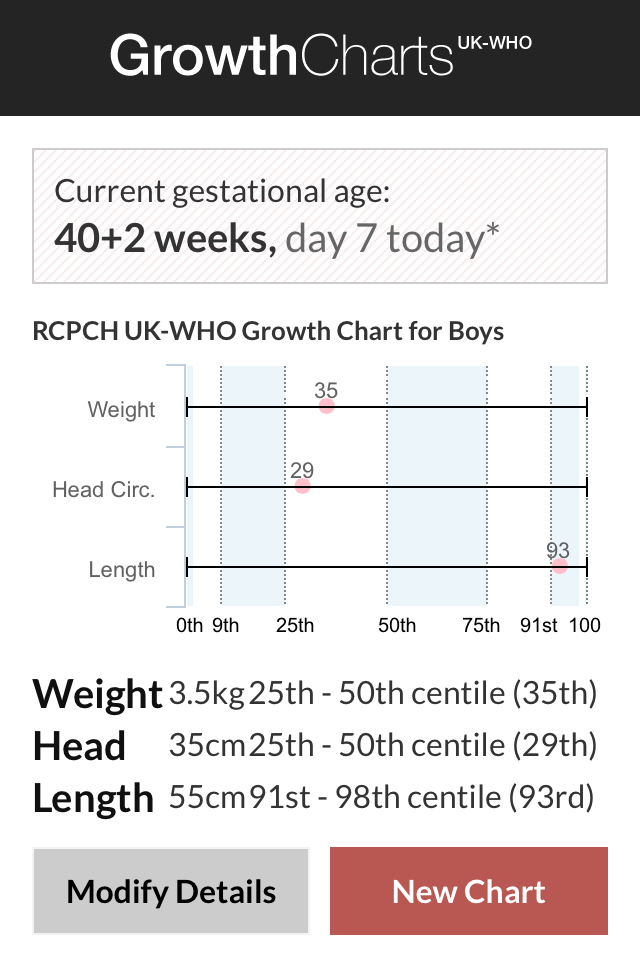 GrowthCharts UK-WHO
Current gestational age:
40+2 weeks, day 7 today*
RCPCH UK-WHO Growth Chart for Boys
Weight 35
Head Circ. 29
Length 93
0th 9th 25th 50th 75th 91st 100
Weight 3.5kg 25th - 50th centile (35th)
Head 35cm 25th - 50th centile (29th)
Length 55cm 91st - 98th centile (93rd)
Modify Details New Chart